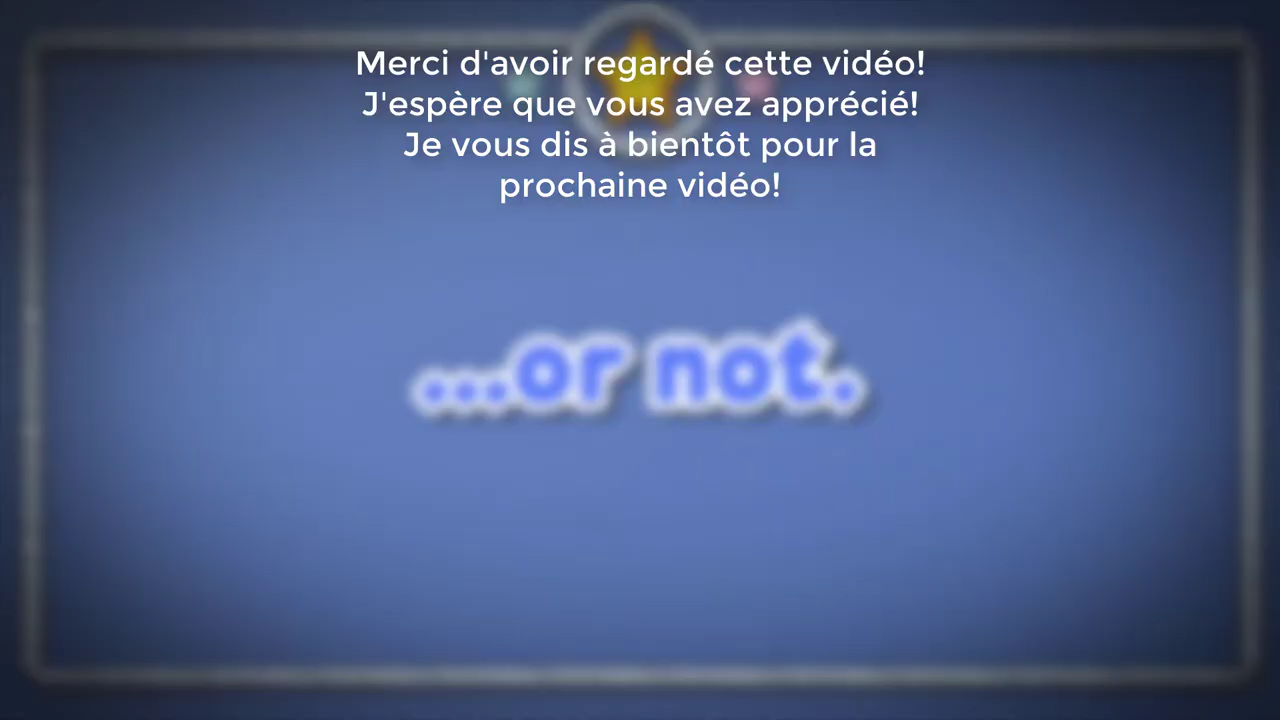 Merci d'avoir regardé cette vidéo!
J'espère que vous avez apprécié!
Je vous dis à bientôt pour la
prochaine vidéo!
...or not.